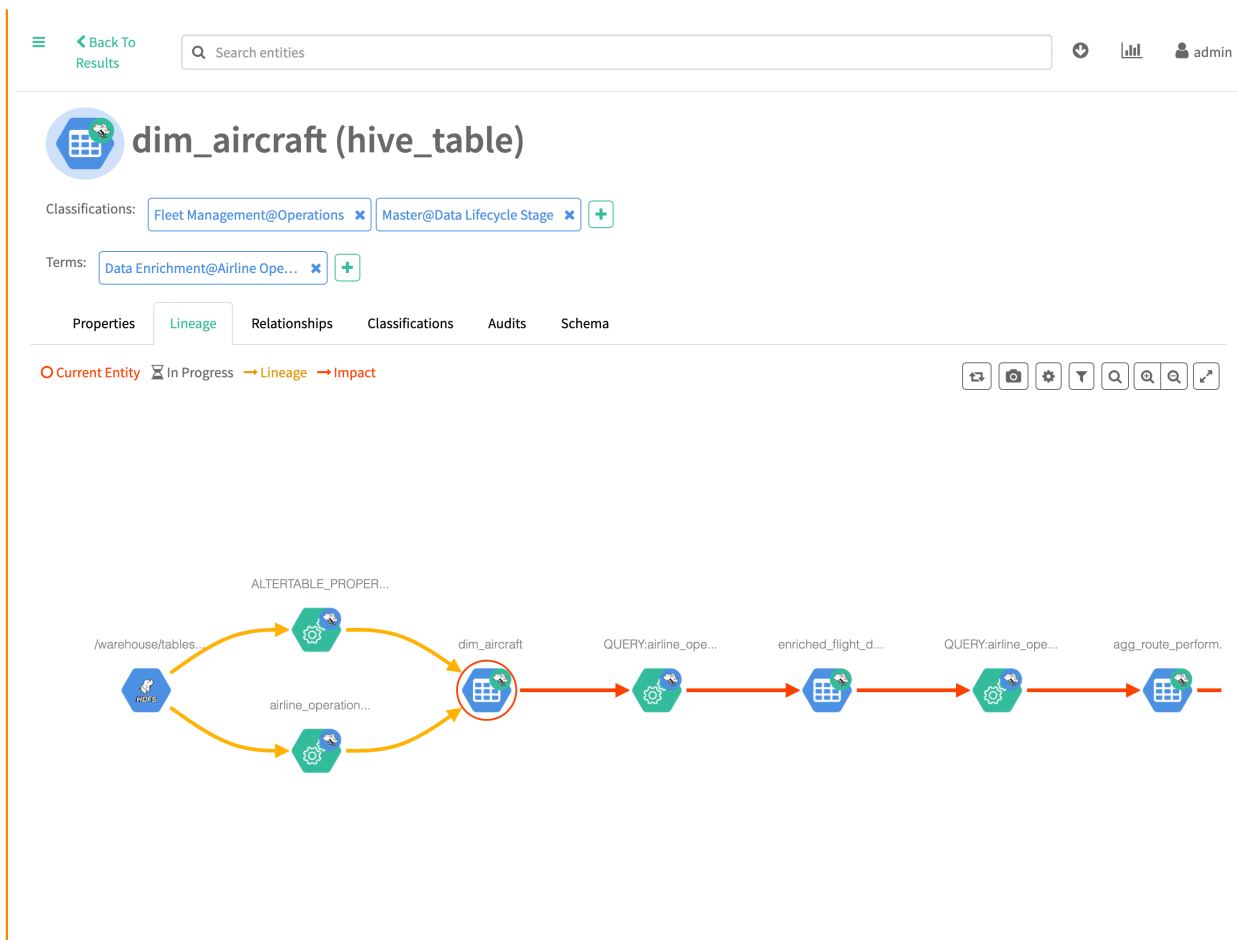 Back To
Results
Search entities
admin
dim_aircraft (hive_table)
Classifications:
Fleet Management@Operations
Master@Data Lifecycle Stage
Terms:
Data Enrichment@Airline Ope...
Properties
Lineage
Relationships
Classifications
Audits
Schema
Current Entity
In Progress
Lineage
Impact
ALTERTABLE_PROPER...
/warehouse/tables...
dim_aircraft
QUERY:airline_ope...
enriched_flight_d...
QUERY:airline_ope...
agg_route_perform.
HDFS
airline_operation...